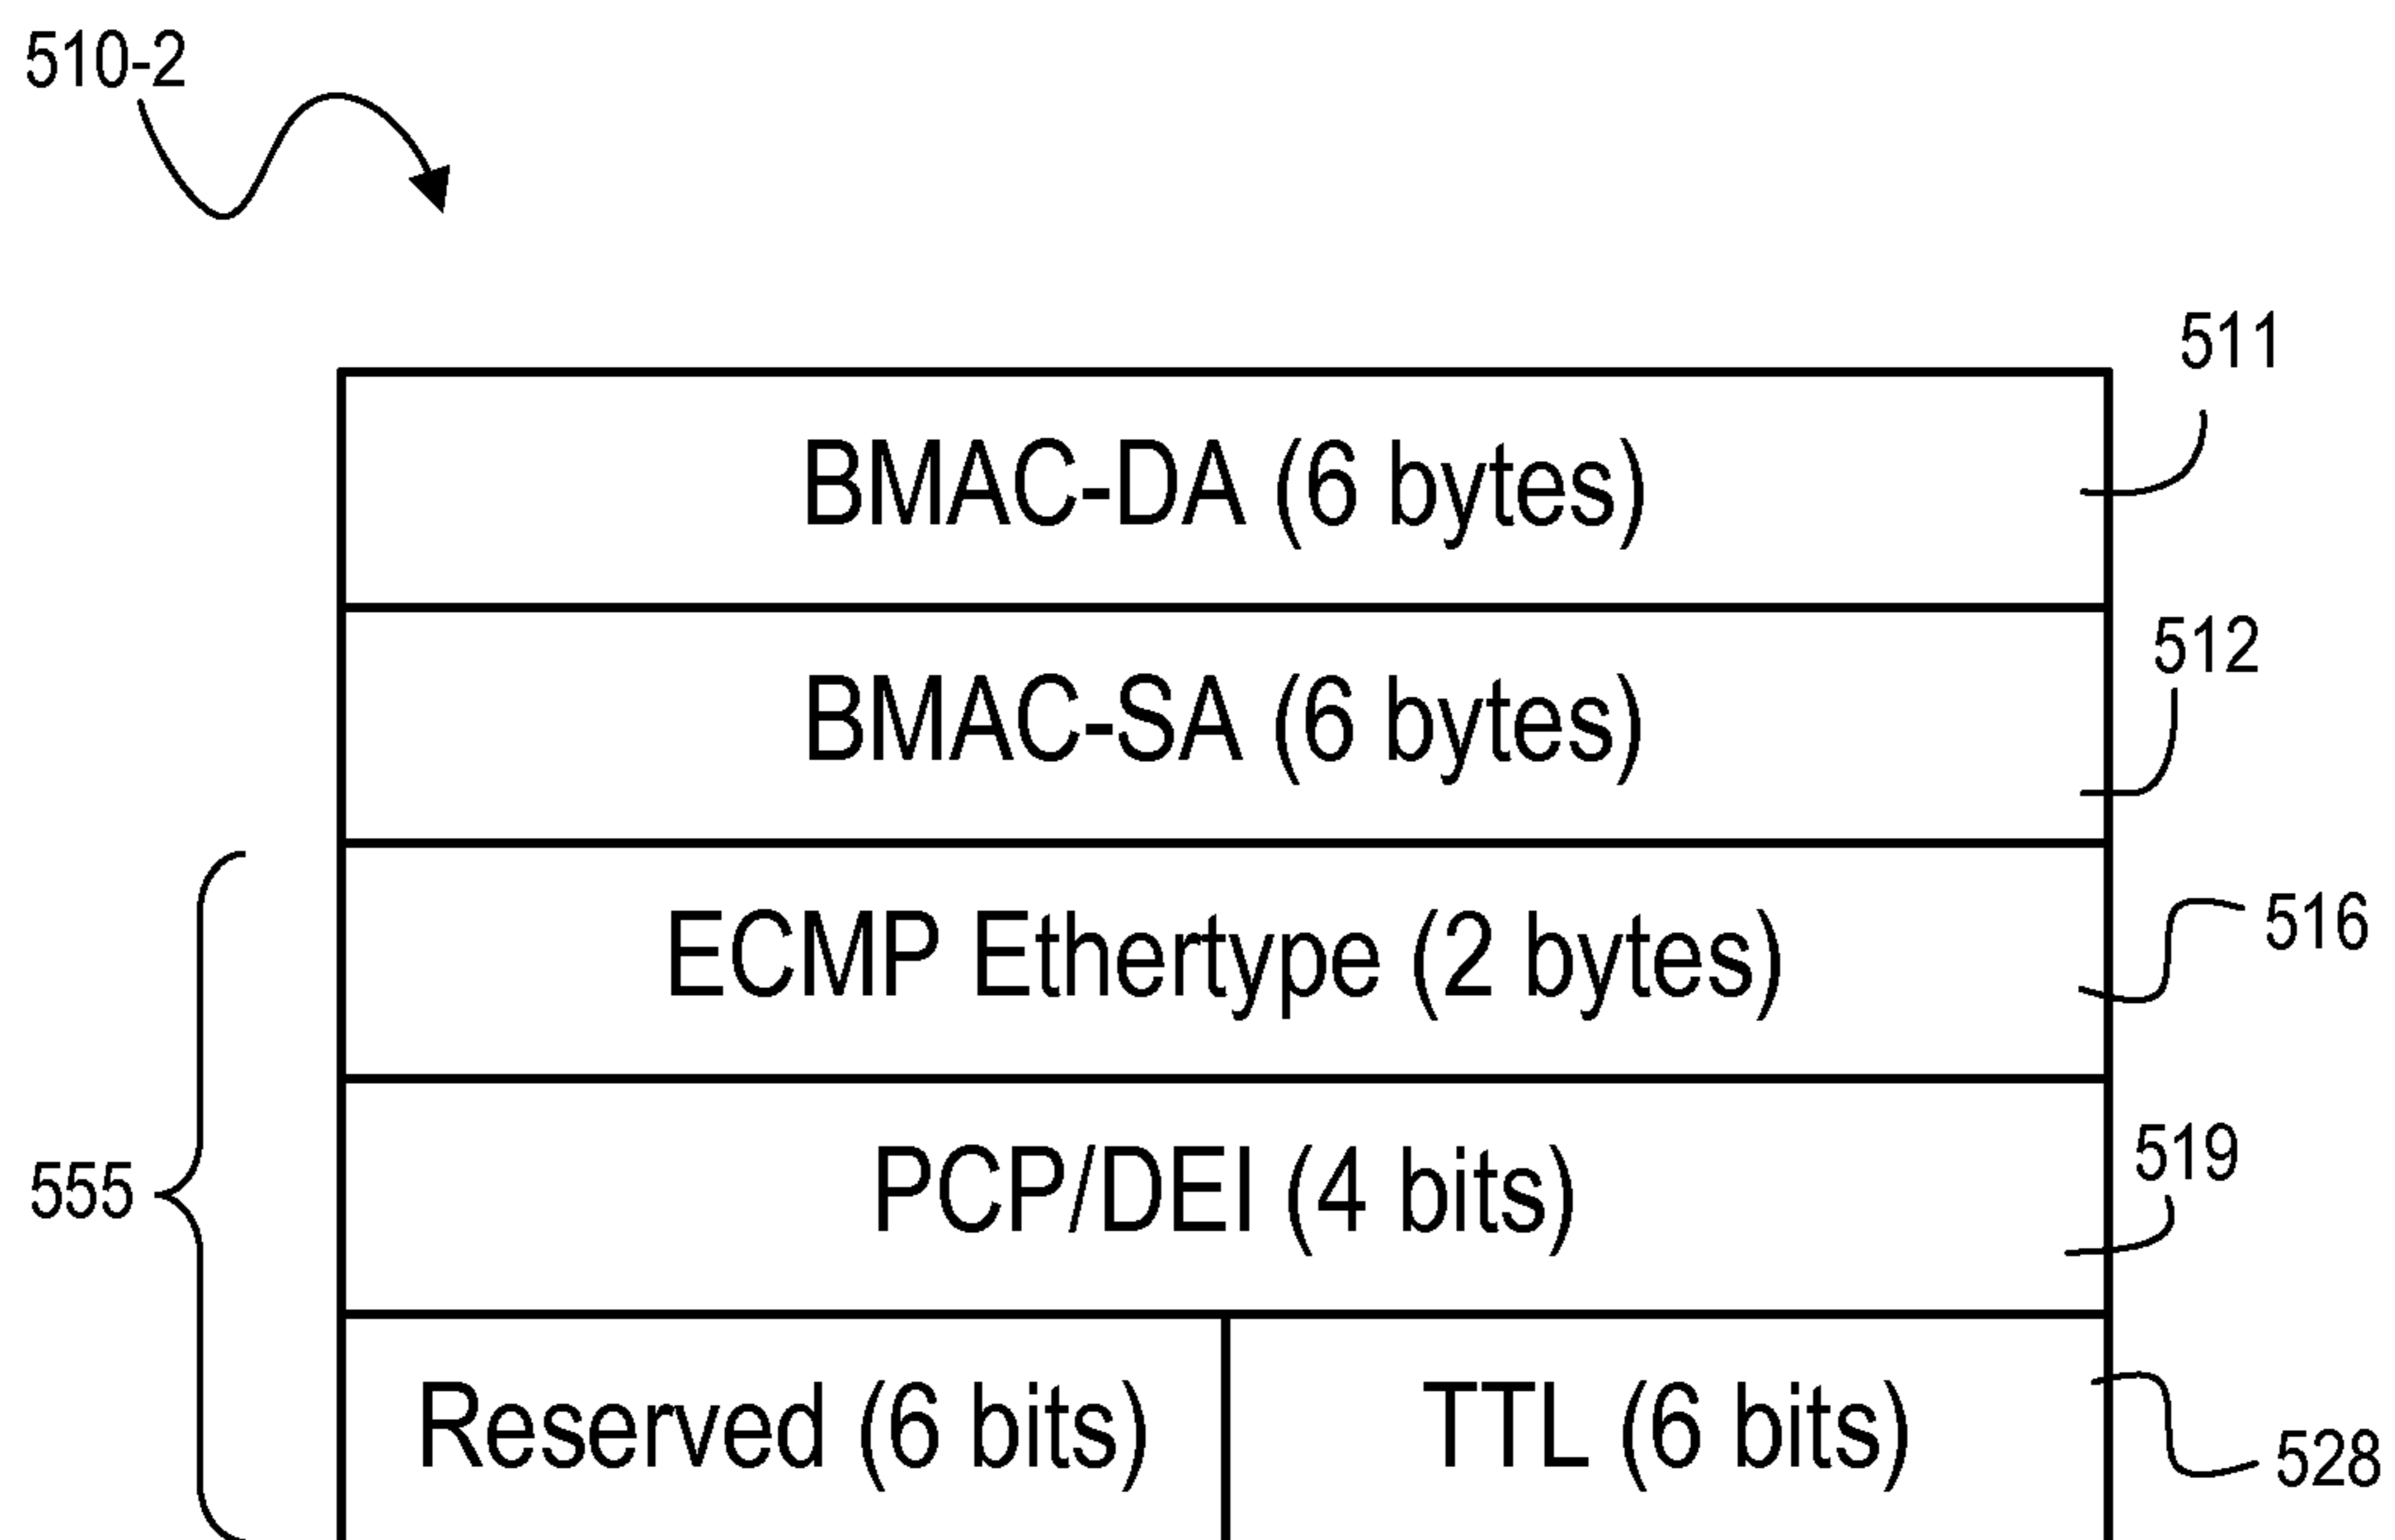 510-2
511
BMAC-DA (6 bytes)
512
BMAC-SA (6 bytes)
516
ECMP Ethertype (2 bytes)
519
PCP/DEI (4 bits)
555
Reserved (6 bits)
TTL (6 bits)
528